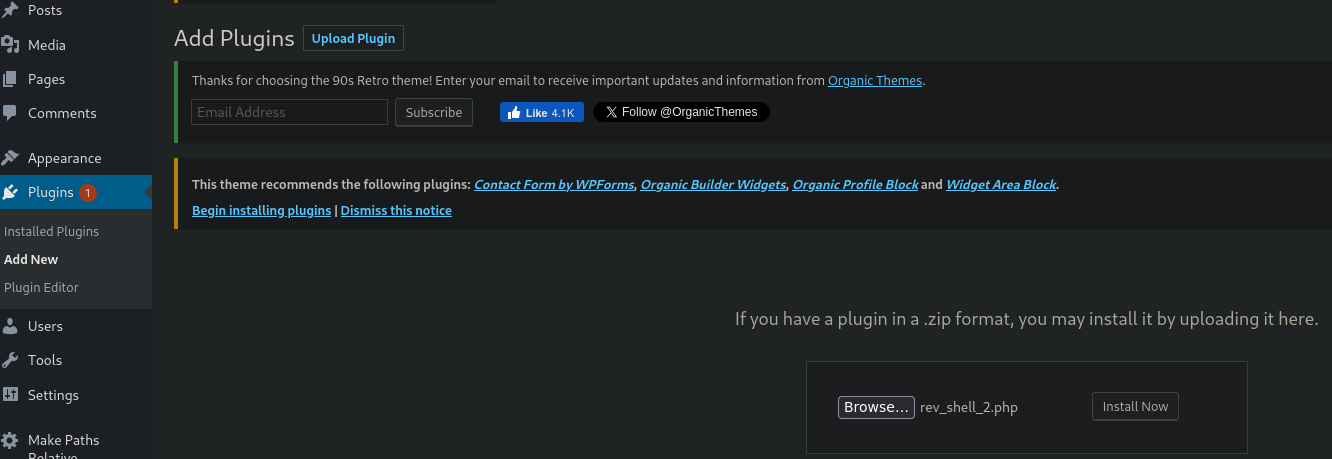 Posts
Media
Pages
Comments
Appearance
Plugins 1
Installed Plugins
Add New
Plugin Editor
Users
Tools
Settings
Make Paths
Relative
Add Plugins Upload Plugin
Thanks for choosing the 90s Retro theme! Enter your email to receive important updates and information from Organic Themes.
Email Address Subscribe Like 4.1K X Follow @OrganicThemes
This theme recommends the following plugins: Contact Form by WPForms, Organic Builder Widgets, Organic Profile Block and Widget Area Block.
Begin installing plugins | Dismiss this notice
If you have a plugin in a .zip format, you may install it by uploading it here.
Browse... rev_shell_2.php Install Now